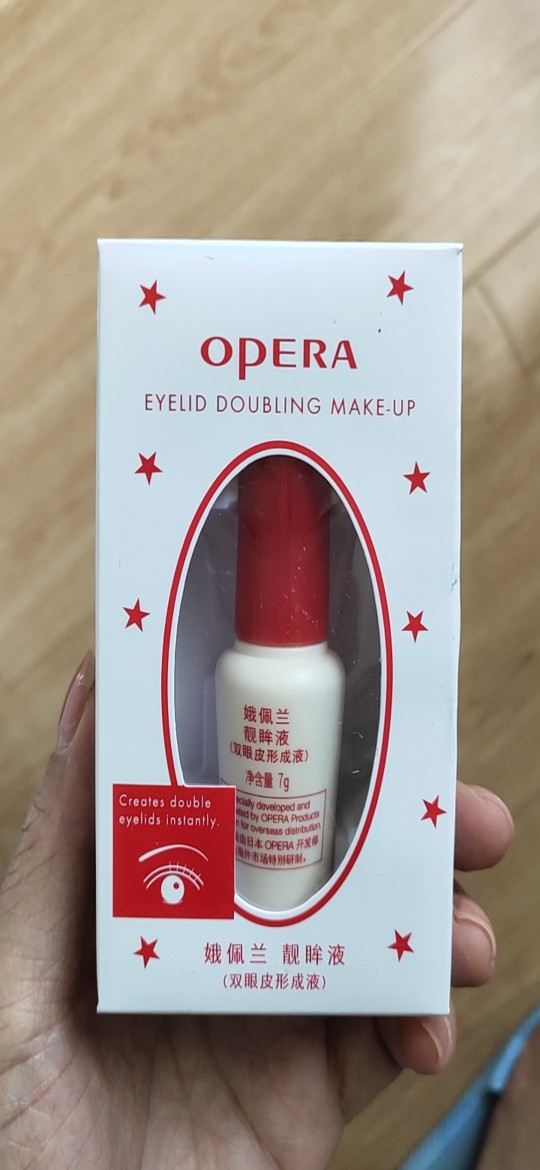 OPERA
EYELID DOUBLING MAKE-UP
娥佩兰
靓眸液
(双眼皮形成液)
净含量 7g
developed and
by OPERA Products
for overseas distribution.
由日本 OPERA 开发
海外市场特别研制。
Creates double
eyelids instantly.
娥佩兰 靓眸液
(双眼皮形成液)